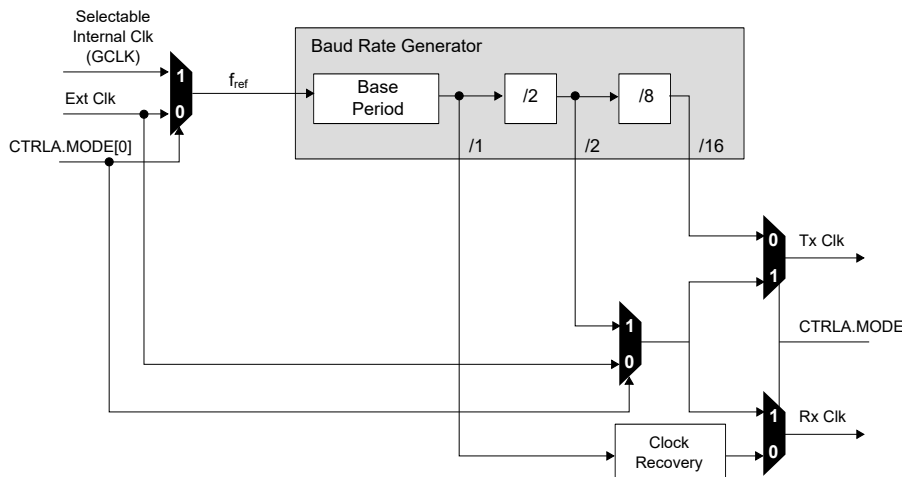 Selectable
Internal Clk
(GCLK)
Baud Rate Generator
1
f_ref
Base
Period
/2
/8
Ext Clk
0
CTRLA.MODE[0]
/1
/2
/16
0
Tx Clk
1
1
CTRLA.MODE
0
1
Rx Clk
0
Clock
Recovery